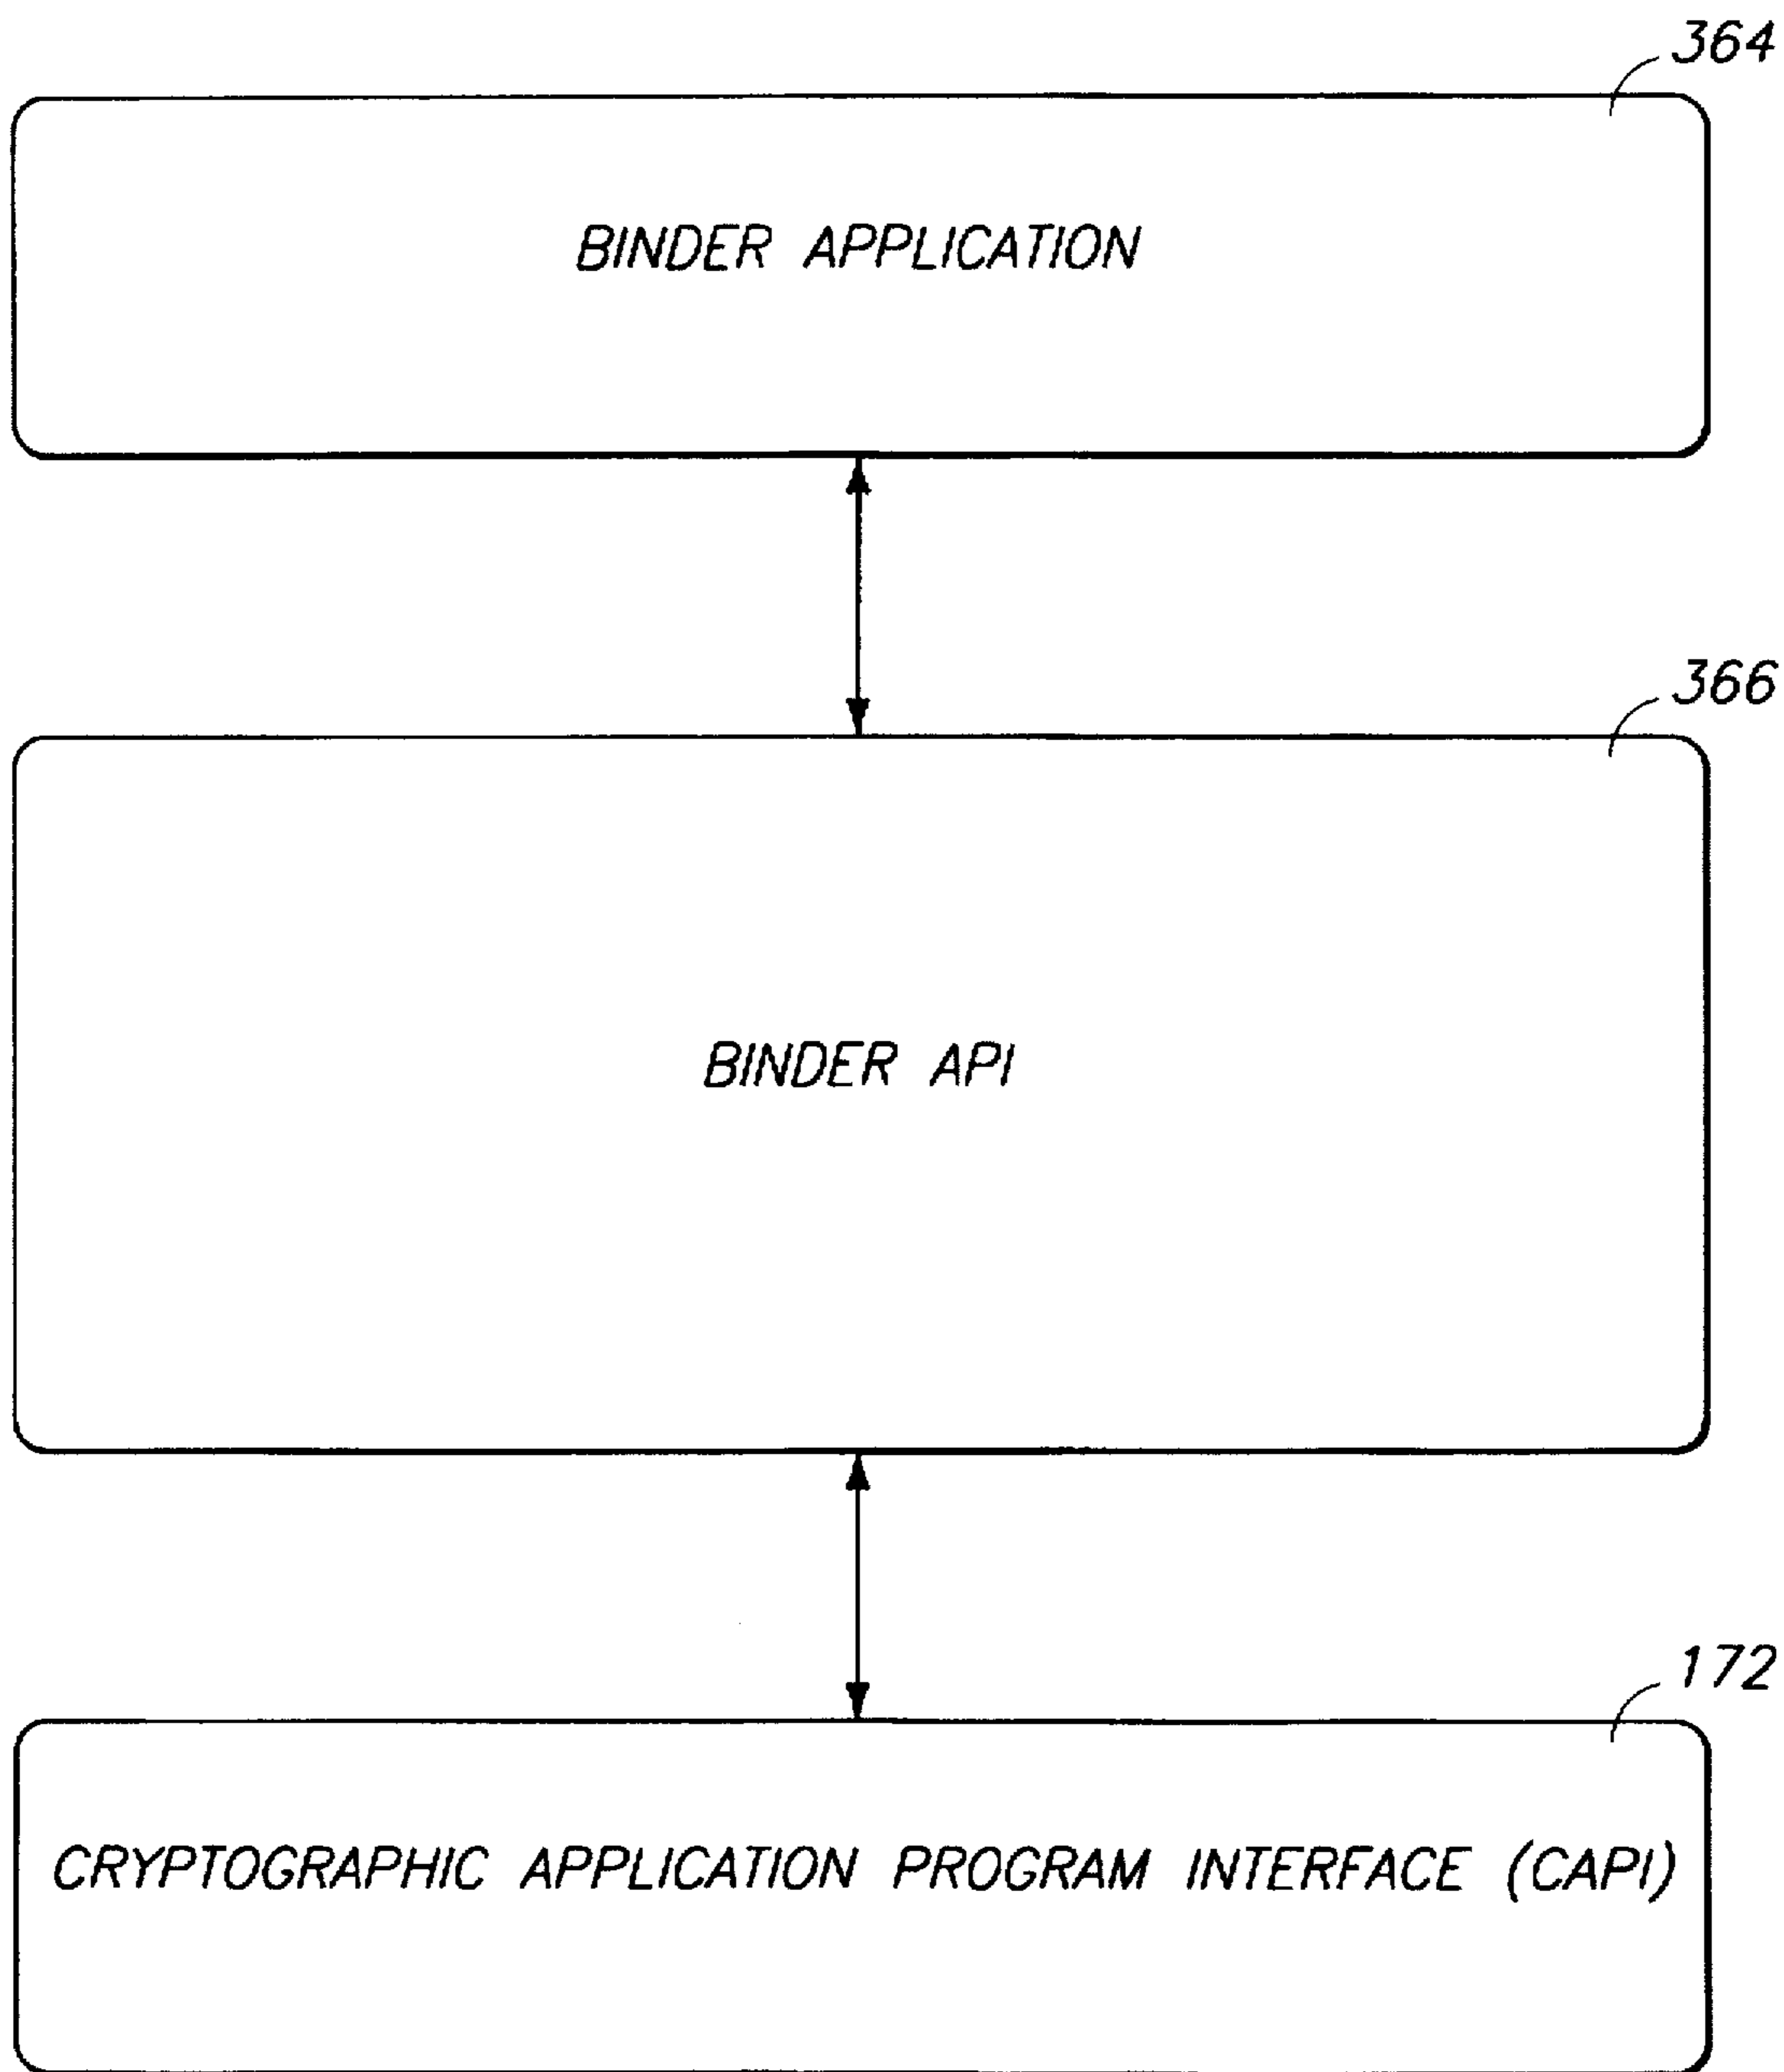 364
BINDER APPLICATION
366
BINDER API
172
CRYPTOGRAPHIC APPLICATION PROGRAM INTERFACE (CAPI)